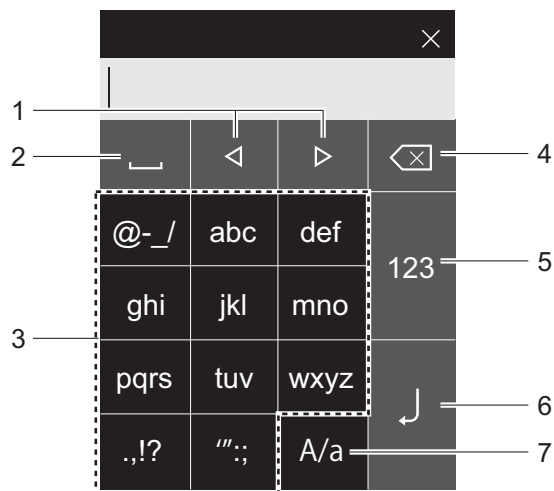 1
2
4
@-_/ abc def
123
5
ghi jkl mno
3
pqrs tuv wxyz
6
.,!? ‘”:; A/a
7